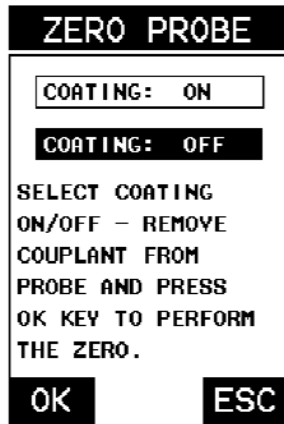 ZERO PROBE
COATING: ON
COATING: OFF
SELECT COATING
ON/OFF – REMOVE
COUPLANT FROM
PROBE AND PRESS
OK KEY TO PERFORM
THE ZERO.
OK ESC